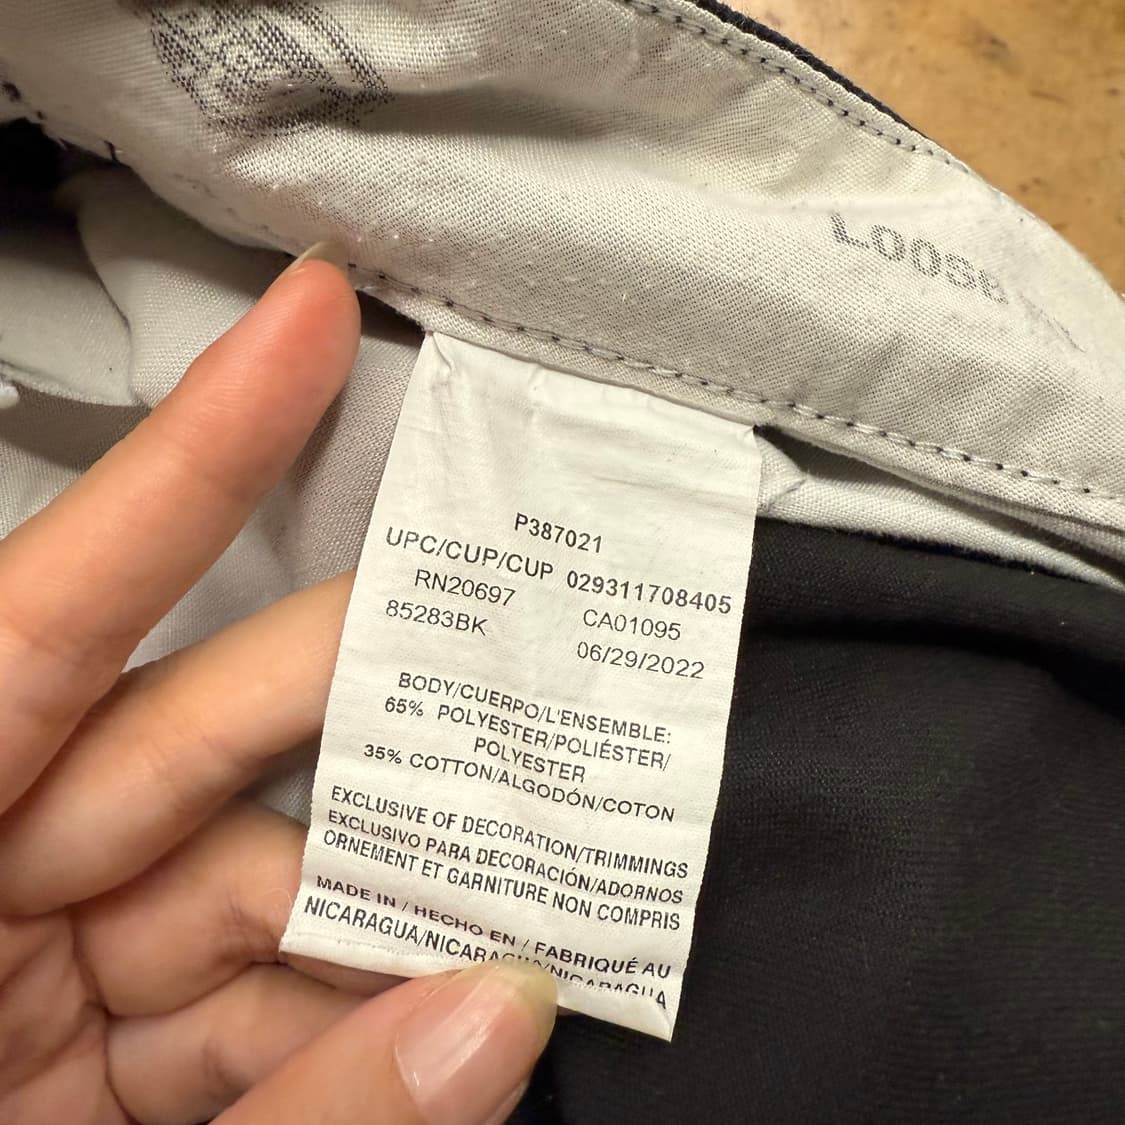 LOOSE
P387021
UPC/CUP/CUP 029311708405
RN20697 CA01095
85283BK 06/29/2022
BODY/CUERPO/L'ENSEMBLE:
65% POLYESTER/POLIÉSTER/
POLYESTER
35% COTTON/ALGODÓN/COTON
EXCLUSIVE OF DECORATION/TRIMMINGS
EXCLUSIVO PARA DECORACIÓN/ADORNOS
ORNEMENT ET GARNITURE NON COMPRIS
MADE IN / HECHO EN / FABRIQUÉ AU
NICARAGUA/NICARAGUA/NICARAGUA